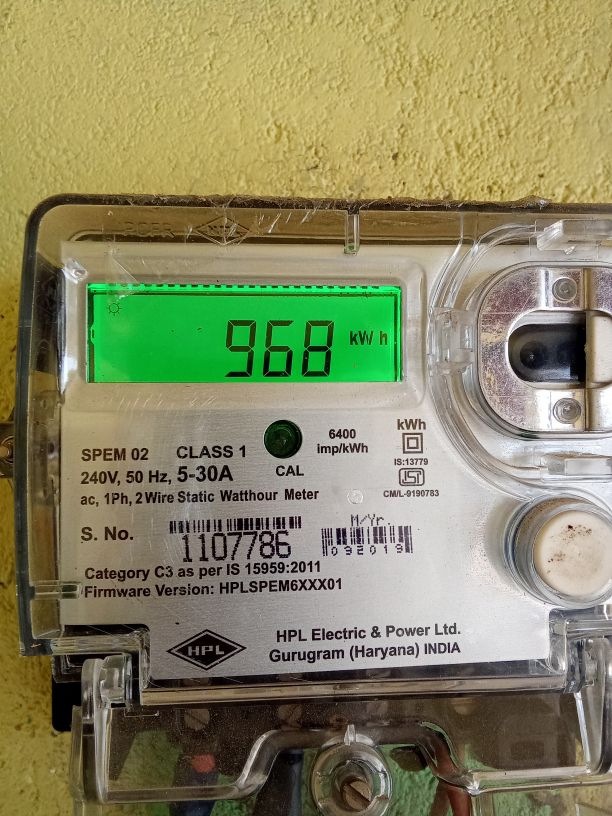 968 kW h
SPEM 02 CLASS 1
240V, 50 Hz, 5-30A
ac, 1Ph, 2 Wire Static Watthour Meter
CAL
6400
imp/kWh
kWh
IS:13779
ISI
CM/L-9190783
S. No. 1107786
M/Yr.
Category C3 as per IS 15959:2011
Firmware Version: HPLSPEM6XXX01
HPL
HPL Electric & Power Ltd.
Gurugram (Haryana) INDIA